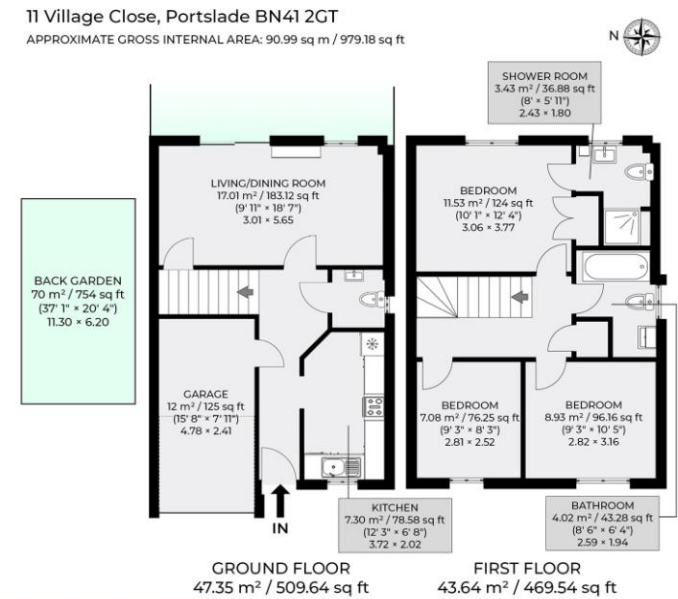 11 Village Close, Portslade BN41 2GT
APPROXIMATE GROSS INTERNAL AREA: 90.99 sq m / 979.18 sq ft
N
SHOWER ROOM
3.43 m² / 36.88 sq ft
(8' × 5' 11")
2.43 × 1.80
LIVING/DINING ROOM
17.01 m² / 183.12 sq ft
(9' 11" × 18' 7")
3.01 × 5.65
BEDROOM
11.53 m² / 124 sq ft
(10' 1" × 12' 4")
3.06 × 3.77
BACK GARDEN
70 m² / 754 sq ft
(37' 1" × 20' 4")
11.30 × 6.20
GARAGE
12 m² / 125 sq ft
(15' 8" × 7' 11")
4.78 × 2.41
BEDROOM
7.08 m² / 76.25 sq ft
(9' 3" × 8' 3")
2.81 × 2.52
BEDROOM
8.93 m² / 96.16 sq ft
(9' 3" × 10' 5")
2.82 × 3.16
IN
KITCHEN
7.30 m² / 78.58 sq ft
(12' 3" × 6' 8")
3.72 × 2.02
BATHROOM
4.02 m² / 43.28 sq ft
(8' 6" × 6' 4")
2.59 × 1.94
GROUND FLOOR
47.35 m² / 509.64 sq ft
FIRST FLOOR
43.64 m² / 469.54 sq ft